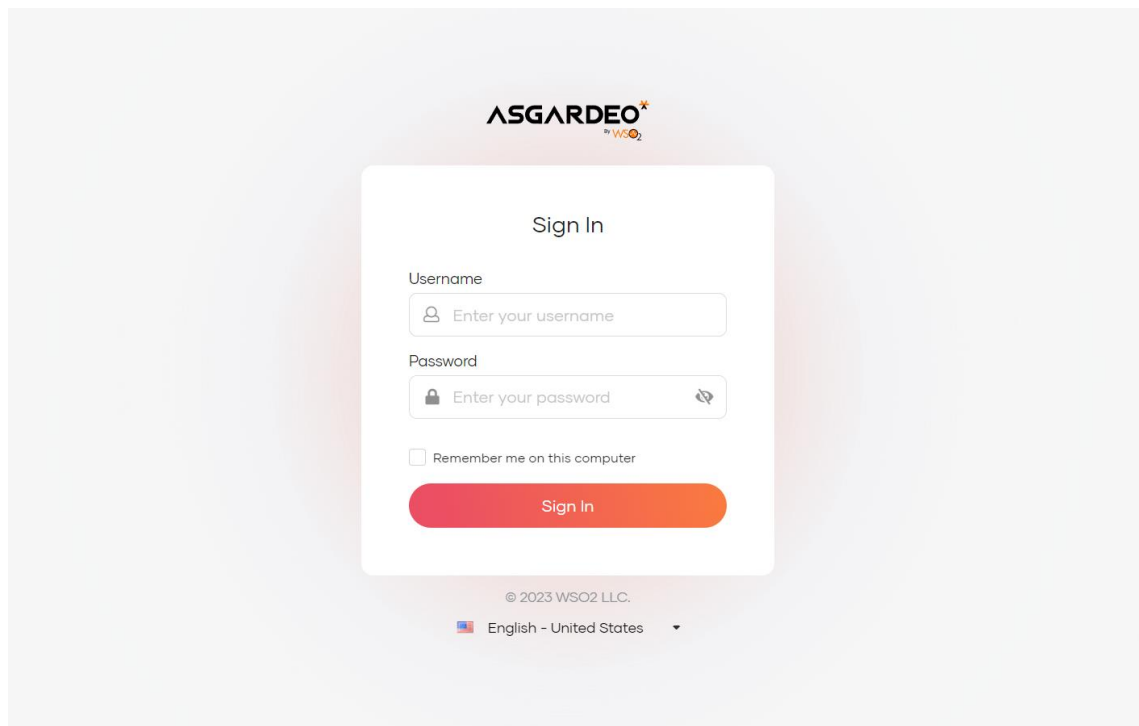 ASGARDEO
BY WSO2
Sign In
Username
Enter your username
Password
Enter your password
Remember me on this computer
Sign In
© 2023 WSO2 LLC.
English - United States